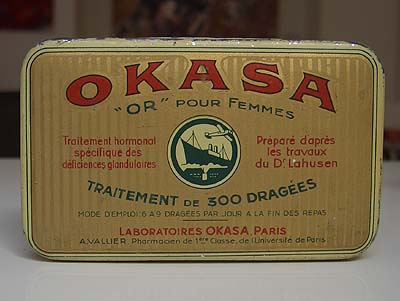 OKASA
"OR" POUR FEMMES
Traitement hormonal
spécifique des
déficiences glandulaires
Préparé d'après
les travaux
du Dr Lahusen
TRAITEMENT DE 300 DRAGÉES
MODE D'EMPLOI: 6 A 9 DRAGÉES PAR JOUR A LA FIN DES REPAS
LABORATOIRES OKASA, PARIS
A. VALLIER, Pharmacien de 1ère Classe, de l'Université de Paris